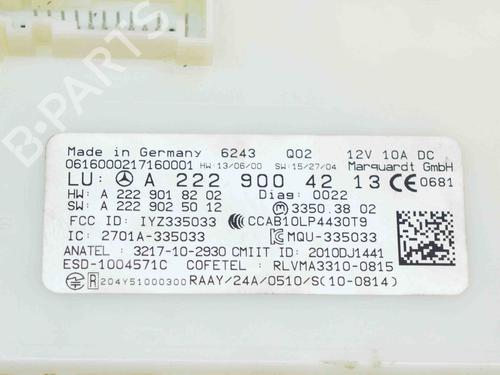 B-PARTS
Made in Germany 6243 Q02 12V 10A DC
0616000217160001 HW:13/06/00 SW:15/27/04 Marquardt GmbH
LU: A 222 900 42 13 CE 0681
HW: A 222 901 82 02 Diag: 0022
SW: A 222 902 50 12 3350.38 02
FCC ID: IYZ335033 CCAB10LP4430T9
IC: 2701A-335033 MQU-335033
ANATEL: 3217-10-2930 CMIIT ID: 2010DJ1441
ESD-1004571C COFETEL: RLVMA3310-0815
R 204Y51000300 RAAY/24A/0510/S(10-0814)